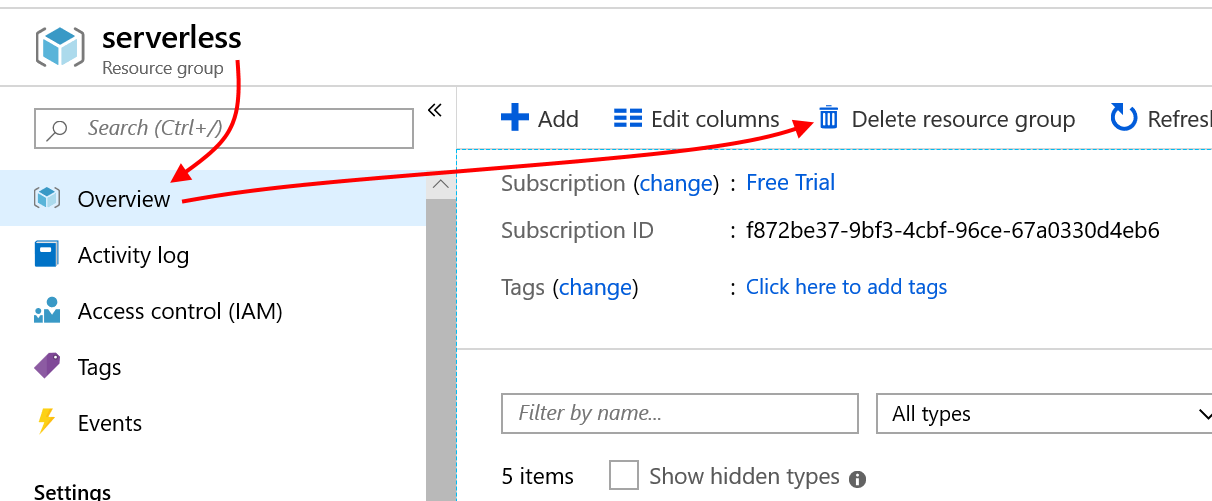 serverless
Resource group
Search (Ctrl+/)
Overview
Activity log
Access control (IAM)
Tags
Events
Settings
Add
Edit columns
Delete resource group
Refresh
Subscription (change) : Free Trial
Subscription ID : f872be37-9bf3-4cbf-96ce-67a0330d4eb6
Tags (change) : Click here to add tags
Filter by name...
All types
5 items
Show hidden types